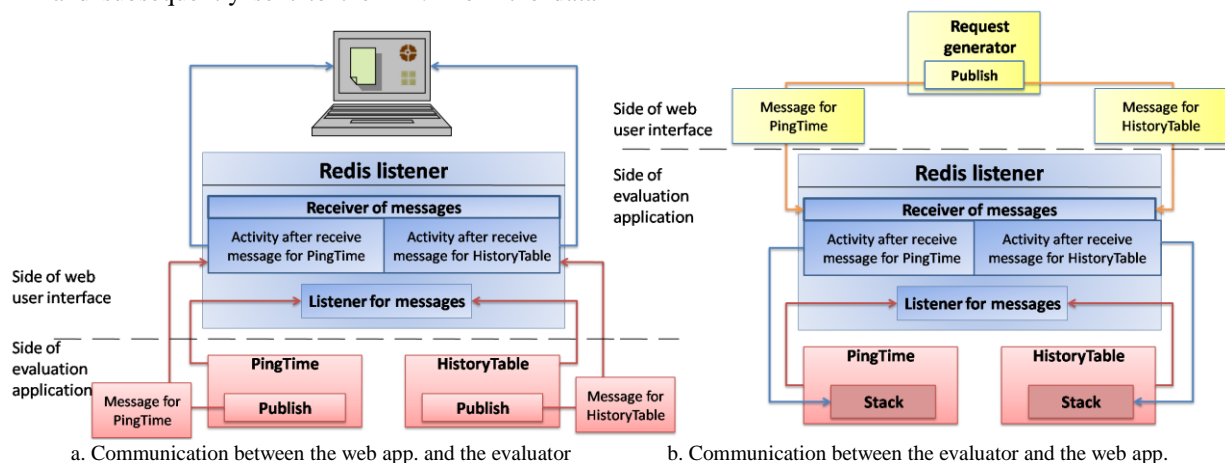 Request
generator
Publish
Side of web
user interface
Message for
PingTime
Message for
HistoryTable
Redis listener
Receiver of messages
Activity after receive
message for PingTime
Activity after receive
message for HistoryTable
Listener for messages
Side of web
user interface
Side of
evaluation
application
PingTime
Publish
HistoryTable
Publish
Message for
PingTime
Message for
HistoryTable
Side of
evaluation
application
Redis listener
Receiver of messages
Activity after receive
message for PingTime
Activity after receive
message for HistoryTable
Listener for messages
PingTime
Stack
HistoryTable
Stack
a. Communication between the web app. and the evaluator
b. Communication between the evaluator and the web app.